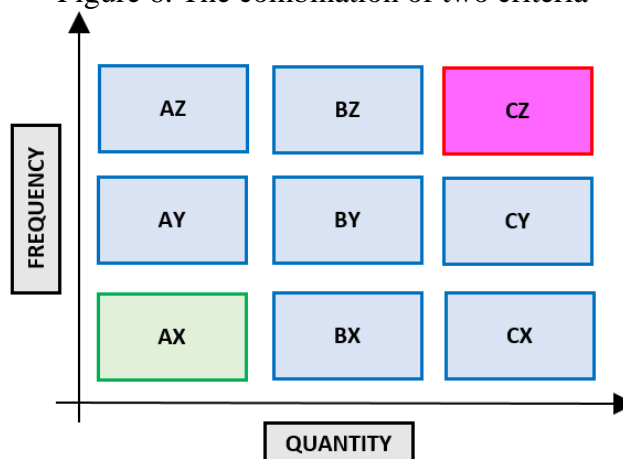 Figure 6. The combination of two criteria
AZ BZ CZ
FREQUENCY
AY BY CY
AX BX CX
QUANTITY